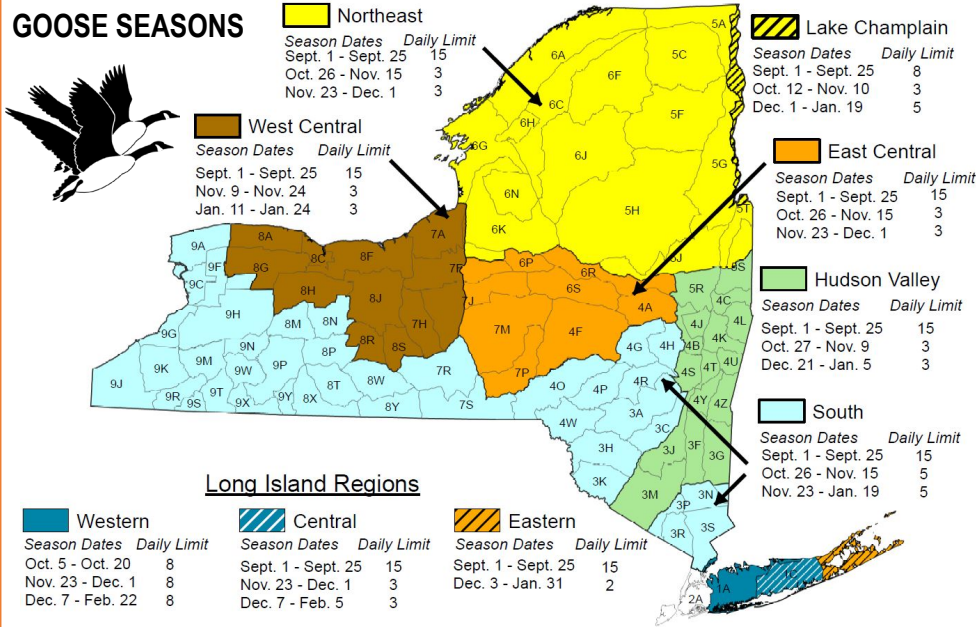 GOOSE SEASONS
Northeast
Season Dates Daily Limit
Sept. 1 - Sept. 25 15
Oct. 26 - Nov. 15 3
Nov. 23 - Dec. 1 3
Lake Champlain
Season Dates Daily Limit
Sept. 1 - Sept. 25 8
Oct. 12 - Nov. 10 3
Dec. 1 - Jan. 19 5
West Central
Season Dates Daily Limit
Sept. 1 - Sept. 25 15
Nov. 9 - Nov. 24 3
Jan. 11 - Jan. 24 3
East Central
Season Dates Daily Limit
Sept. 1 - Sept. 25 15
Oct. 26 - Nov. 15 3
Nov. 23 - Dec. 1 3
Hudson Valley
Season Dates Daily Limit
Sept. 1 - Sept. 25 15
Oct. 27 - Nov. 9 3
Dec. 21 - Jan. 5 3
South
Season Dates Daily Limit
Sept. 1 - Sept. 25 15
Oct. 26 - Nov. 15 5
Nov. 23 - Jan. 19 5
5A
6A
5C
6F
6C
5F
6H
6G
6J
5G
6N
5H
5T
6K
5J
5S
8A
7A
9A
8C
8F
9F
8G
7F
6P
6R
9C
8H
8J
7J
6S
5R
4C
4A
9H
8M
8N
7H
7M
4F
4J
4L
9G
9N
8P
8R
8S
4G
4H
4B
4K
9K
9M
9W
9P
7R
7P
4S
4T
4U
9J
8T
8W
4O
4P
4R
9R
9S
9T
9X
9Y
8X
8Y
7S
4Y
4Z
4W
3A
3C
3H
3J
3F
3G
3K
3M
3N
3P
3R
3S
2A
1A
1C
Long Island Regions
Western
Season Dates Daily Limit
Oct. 5 - Oct. 20 8
Nov. 23 - Dec. 1 8
Dec. 7 - Feb. 22 8
Central
Season Dates Daily Limit
Sept. 1 - Sept. 25 15
Nov. 23 - Dec. 1 3
Dec. 7 - Feb. 5 3
Eastern
Season Dates Daily Limit
Sept. 1 - Sept. 25 15
Dec. 3 - Jan. 31 2